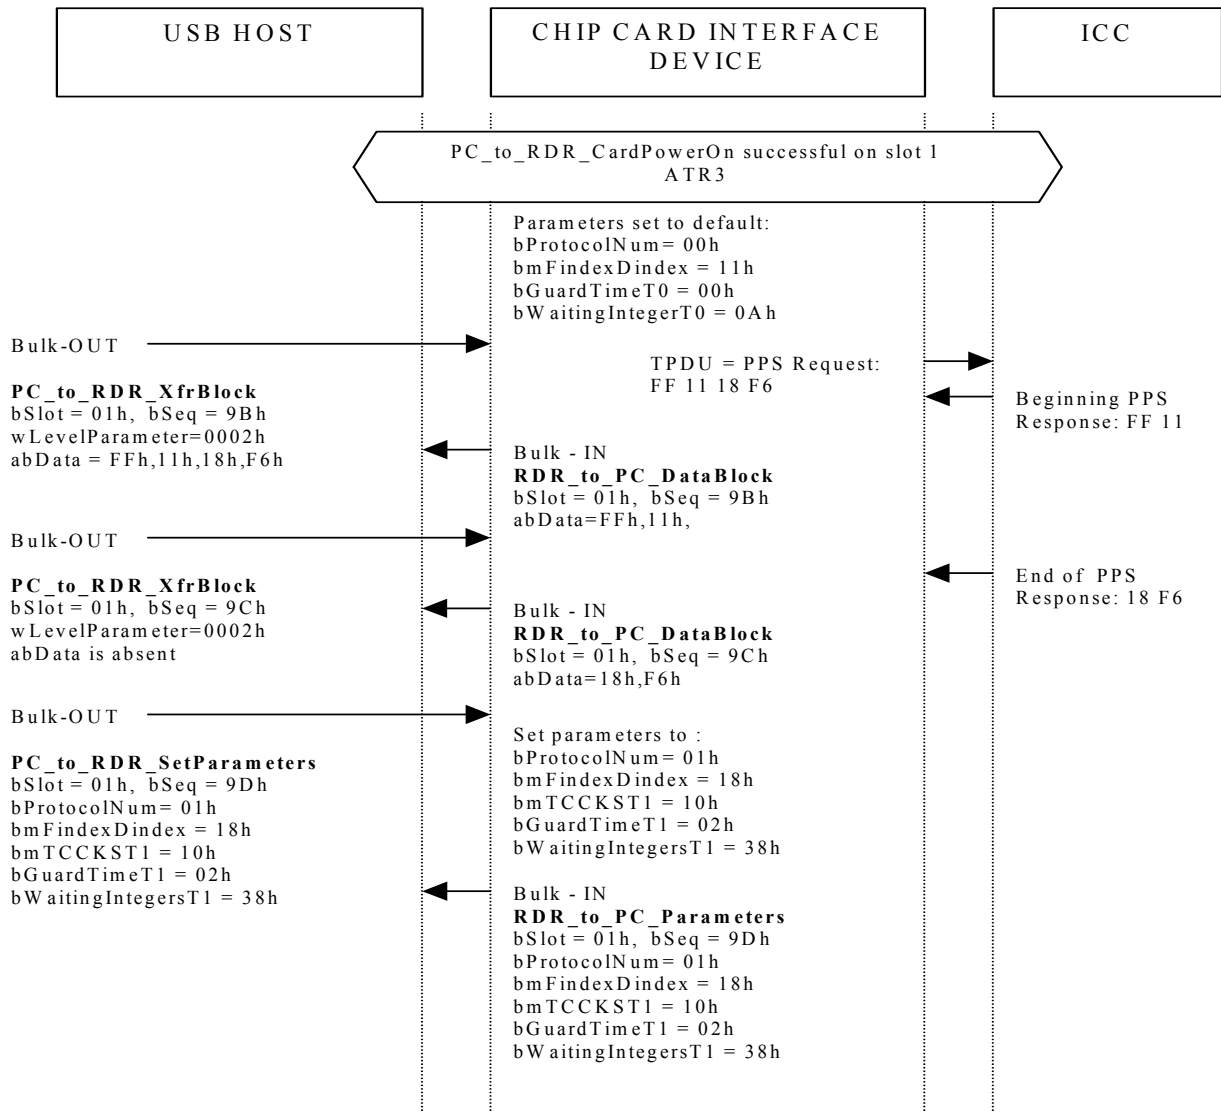 USB HOST
CHIP CARD INTERFACE
DEVICE
ICC
PC_to_RDR_CardPowerOn successful on slot 1
ATR3
Parameters set to default:
bProtocolNum= 00h
bmFindexDindex = 11h
bGuardTimeT0 = 00h
bWaitingIntegerT0 = 0Ah
Bulk-OUT
PC_to_RDR_XfrBlock
bSlot = 01h, bSeq = 9Bh
wLevelParameter=0002h
abData = FFh,11h,18h,F6h
TPDU = PPS Request:
FF 11 18 F6
Beginning PPS
Response: FF 11
Bulk - IN
RDR_to_PC_DataBlock
bSlot = 01h, bSeq = 9Bh
abData=FFh,11h,
Bulk-OUT
PC_to_RDR_XfrBlock
bSlot = 01h, bSeq = 9Ch
wLevelParameter=0002h
abData is absent
End of PPS
Response: 18 F6
Bulk - IN
RDR_to_PC_DataBlock
bSlot = 01h, bSeq = 9Ch
abData=18h,F6h
Bulk-OUT
PC_to_RDR_SetParameters
bSlot = 01h, bSeq = 9Dh
bProtocolNum= 01h
bmFindexDindex = 18h
bmTCCKST1 = 10h
bGuardTimeT1 = 02h
bWaitingIntegersT1 = 38h
Set parameters to :
bProtocolNum= 01h
bmFindexDindex = 18h
bmTCCKST1 = 10h
bGuardTimeT1 = 02h
bWaitingIntegersT1 = 38h
Bulk - IN
RDR_to_PC_Parameters
bSlot = 01h, bSeq = 9Dh
bProtocolNum= 01h
bmFindexDindex = 18h
bmTCCKST1 = 10h
bGuardTimeT1 = 02h
bWaitingIntegersT1 = 38h